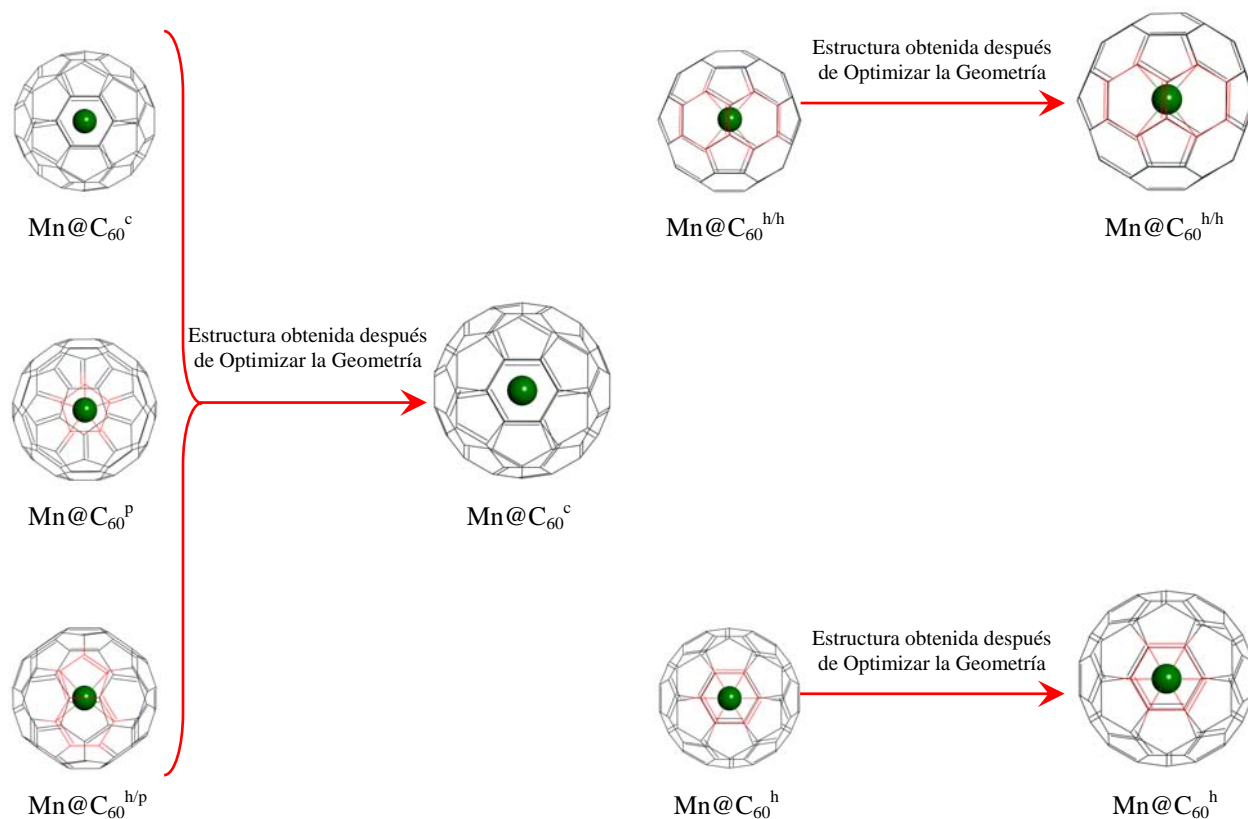 Mn@C₆₀ᶜ
Mn@C₆₀ᵖ
Mn@C₆₀ʰ/ᵖ
Estructura obtenida después
de Optimizar la Geometría
Mn@C₆₀ᶜ
Mn@C₆₀ʰ/ʰ
Estructura obtenida después
de Optimizar la Geometría
Mn@C₆₀ʰ/ʰ
Mn@C₆₀ʰ
Estructura obtenida después
de Optimizar la Geometría
Mn@C₆₀ʰ